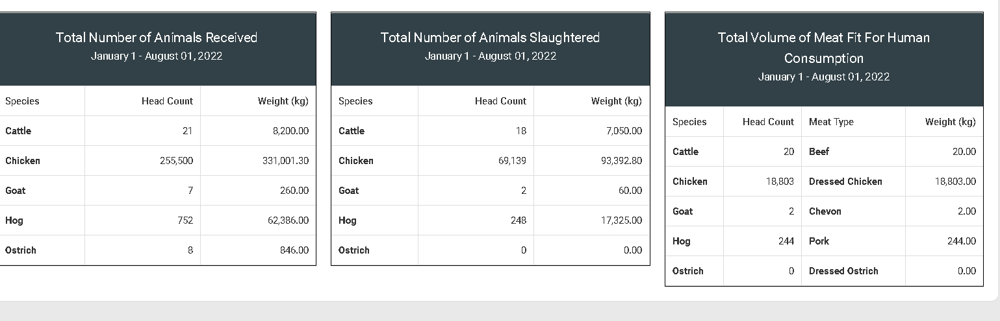 Total Number of Animals Received
January 1 - August 01, 2022
Species Head Count Weight (kg)
Cattle 21 8,200.00
Chicken 255,500 331,001.30
Goat 7 260.00
Hog 752 62,386.00
Ostrich 8 846.00
Total Number of Animals Slaughtered
January 1 - August 01, 2022
Species Head Count Weight (kg)
Cattle 18 7,050.00
Chicken 69,139 93,392.80
Goat 2 60.00
Hog 248 17,325.00
Ostrich 0 0.00
Total Volume of Meat Fit For Human
Consumption
January 1 - August 01, 2022
Species Head Count Meat Type Weight (kg)
Cattle 20 Beef 20.00
Chicken 18,803 Dressed Chicken 18,803.00
Goat 2 Chevon 2.00
Hog 244 Pork 244.00
Ostrich 0 Dressed Ostrich 0.00